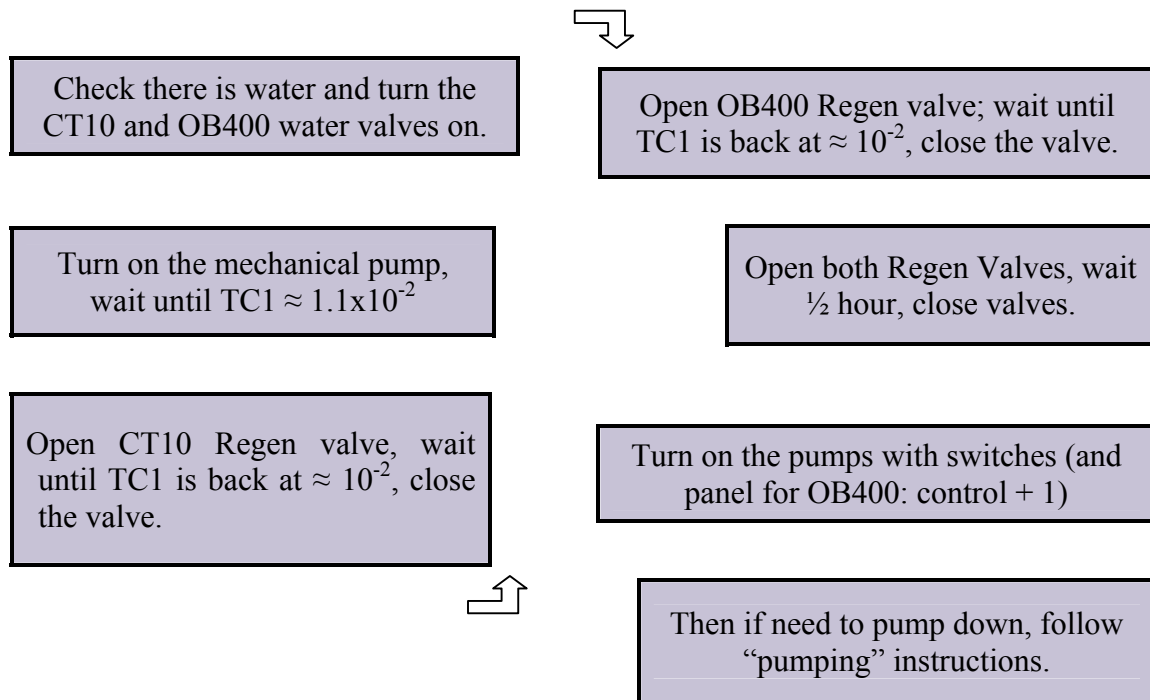 Check there is water and turn the
CT10 and OB400 water valves on.
Turn on the mechanical pump,
wait until TC1 ≈ 1.1x10⁻²
Open CT10 Regen valve, wait
until TC1 is back at ≈ 10⁻², close
the valve.
Open OB400 Regen valve; wait until
TC1 is back at ≈ 10⁻², close the valve.
Open both Regen Valves, wait
½ hour, close valves.
Turn on the pumps with switches (and
panel for OB400: control + 1)
Then if need to pump down, follow
“pumping” instructions.